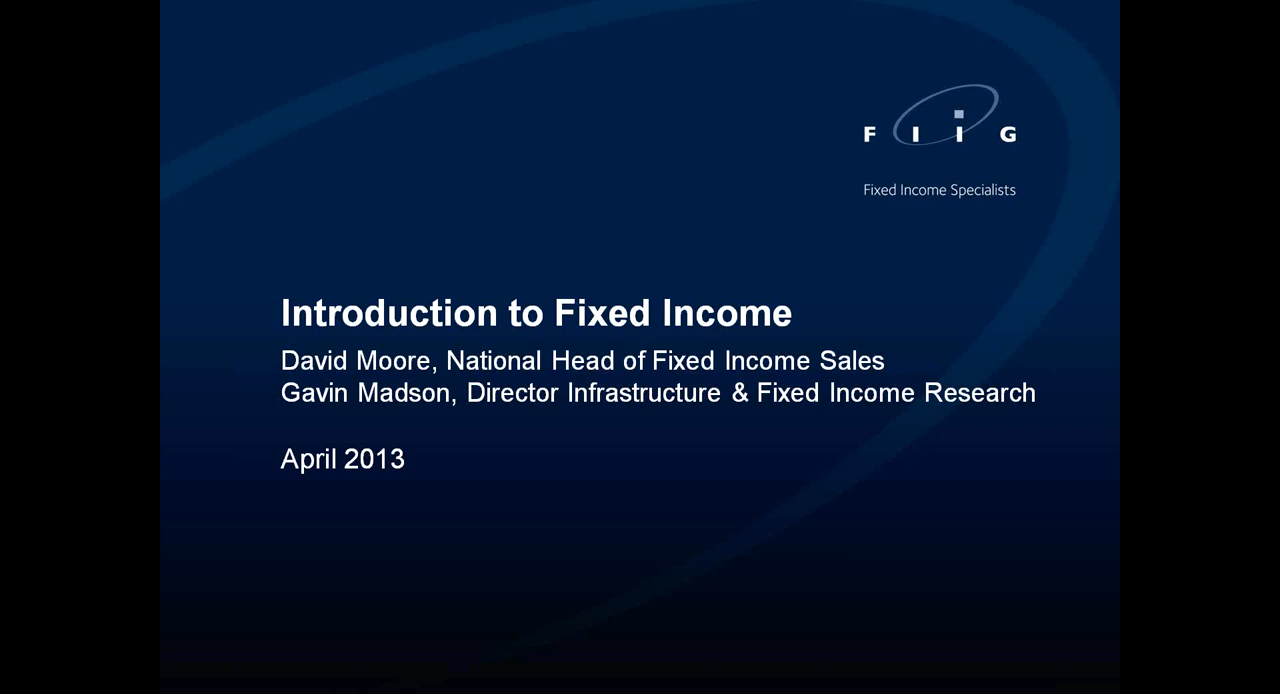 F I I G
Fixed Income Specialists
Introduction to Fixed Income
David Moore, National Head of Fixed Income Sales
Gavin Madson, Director Infrastructure & Fixed Income Research
April 2013